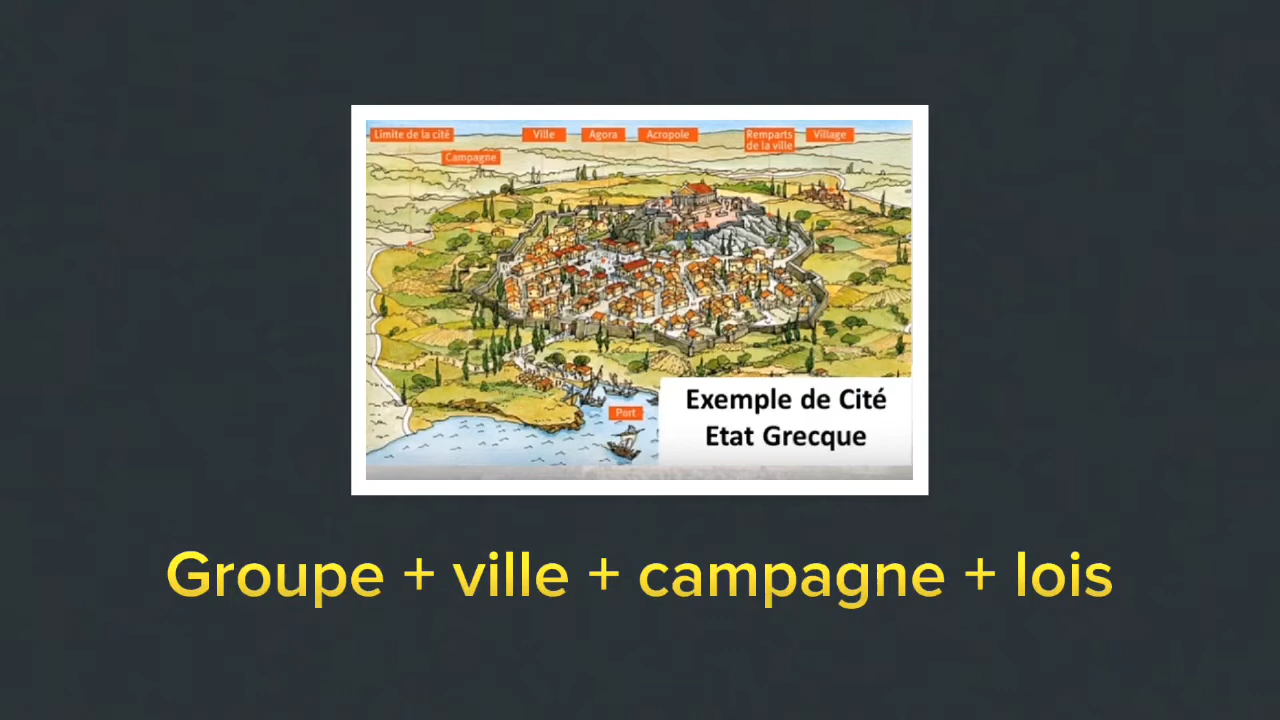 Limite de la cité
Ville
Agora
Acropole
Remparts
de la ville
Village
Campagne
Port
Exemple de Cité
Etat Grecque
Groupe + ville + campagne + lois